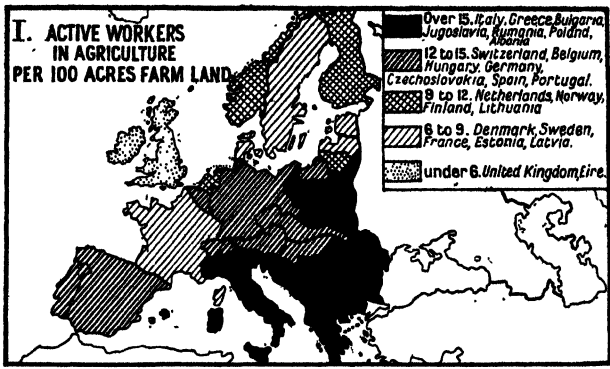 I. ACTIVE WORKERS
IN AGRICULTURE
PER 100 ACRES FARM LAND
Over 15. Italy. Greece, Bulgaria,
Jugoslavia, Rumania, Poland,
Albania
12 to 15. Switzerland, Belgium,
Hungary, Germany,
Czechoslovakia, Spain, Portugal.
9 to 12. Netherlands, Norway,
Finland, Lithuania
6 to 9. Denmark, Sweden,
France, Estonia, Latvia.
under 6. United Kingdom, Eire.